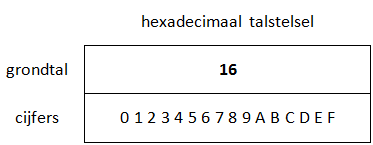 hexadecimaal talstelsel
grondtal 16
cijfers 0 1 2 3 4 5 6 7 8 9 A B C D E F